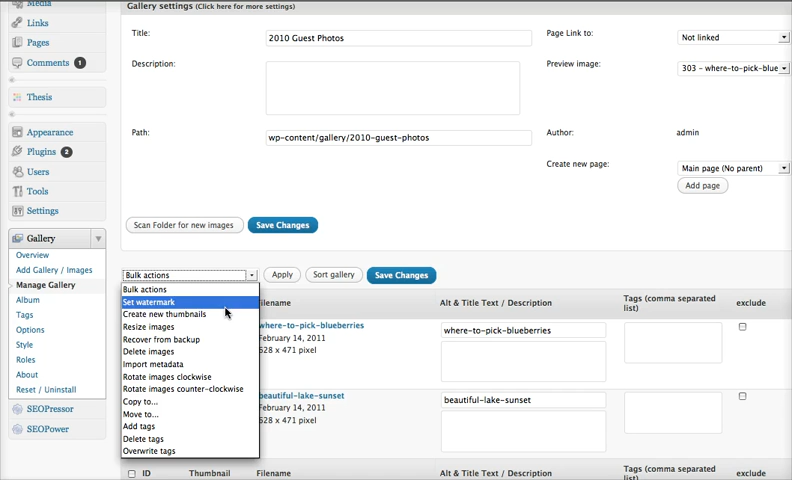 Media
Links
Pages
Comments 1
Thesis
Appearance
Plugins 2
Users
Tools
Settings
Gallery
Overview
Add Gallery / Images
Manage Gallery
Album
Tags
Options
Style
Roles
About
Reset / Uninstall
SEOPressor
SEOPower
Gallery settings (Click here for more settings)
Title: 2010 Guest Photos Page Link to: Not linked
Description: Preview image: 303 - where-to-pick-blue
Path: wp-content/gallery/2010-guest-photos Author: admin
Create new page: Main page (No parent)
Add page
Scan Folder for new images Save Changes
Bulk actions Apply Sort gallery Save Changes
Bulk actions
Set watermark
Create new thumbnails
Resize images
Recover from backup
Delete images
Import metadata
Rotate images clockwise
Rotate images counter-clockwise
Copy to...
Move to...
Add tags
Delete tags
Overwrite tags
Filename Alt & Title Text / Description Tags (comma separated list) exclude
where-to-pick-blueberries where-to-pick-blueberries
February 14, 2011
628 x 471 pixel
beautiful-lake-sunset beautiful-lake-sunset
February 14, 2011
628 x 471 pixel
ID Thumbnail Filename Alt & Title Text / Description Tags (comma separated list) exclude